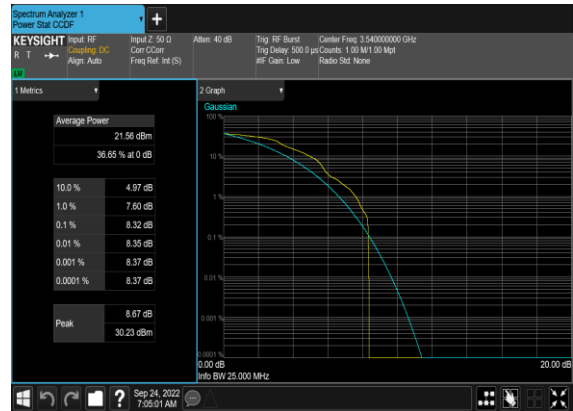 Spectrum Analyzer 1
Power Stat CCDF
KEYSIGHT
R T
Input: RF
Coupling: DC
Align: Auto
Input Z: 50 Ω
Corr CCorr
Freq Ref: Int (S)
Atten: 40 dB
Trig: RF Burst
Trig Delay: 500.0 µs
#IF Gain: Low
Center Freq: 3.540000000 GHz
Counts: 1.00 M/1.00 Mpt
Radio Std: None
1 Metrics
Average Power
21.56 dBm
36.65 % at 0 dB
10.0 % 4.97 dB
1.0 % 7.60 dB
0.1 % 8.32 dB
0.01 % 8.35 dB
0.001 % 8.37 dB
0.0001 % 8.37 dB
Peak
8.67 dB
30.23 dBm
2 Graph
Gaussian
100 %
10 %
1 %
0.1 %
0.01 %
0.001 %
0.0001 %
0.00 dB
20.00 dB
Info BW 25.000 MHz
?
Sep 24, 2022
7:05:01 AM